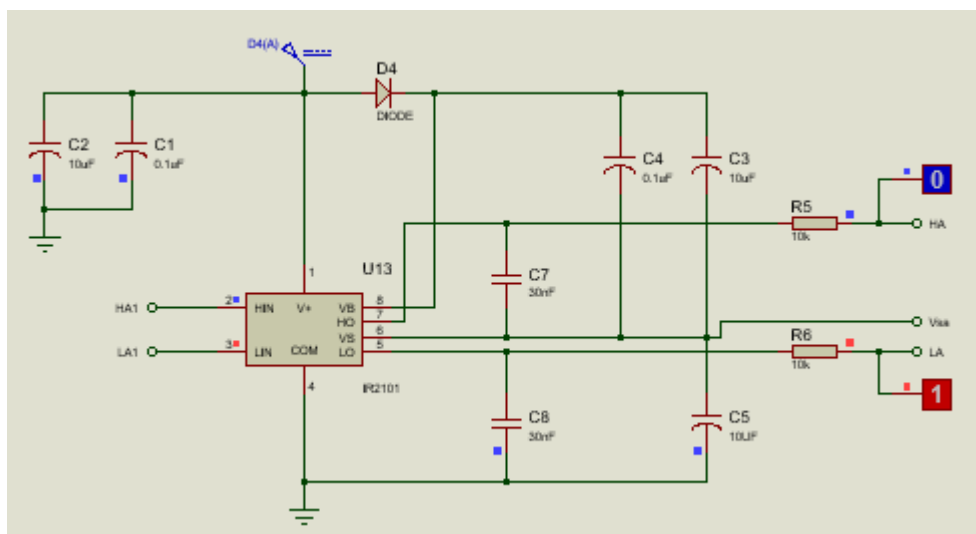 D4(A)
D4
DIODE
C2
10uF
C1
0.1uF
C4
0.1uF
C3
10uF
0
R5
10k
HA
C7
30nF
U13
1
HA1
2
HIN
V+
VB
8
HO
7
VS
6
LA1
3
LIN
COM
LO
5
4
IR2101
Vsa
R6
10k
LA
1
C8
30nF
C5
10UF